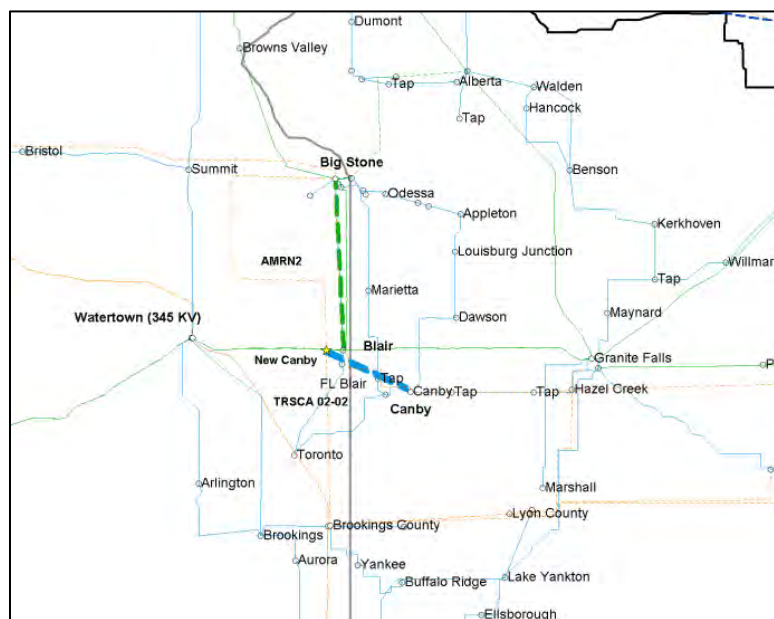 Dumont
Browns Valley
Tap
Alberta
Walden
Hancock
Tap
Bristol
Summit
Big Stone
Benson
Odessa
Appleton
Kerkhoven
Louisburg Junction
AMRN2
Willmar
Tap
Marietta
Maynard
Watertown (345 KV)
Dawson
Blair
New Canby
Granite Falls
P
FL Blair
Tap
Canby
Tap
Tap
Hazel Creek
TRSCA 02-02
Canby
Toronto
Arlington
Marshall
Lyon County
Brookings County
Brookings
Aurora
Yankee
Buffalo Ridge
Lake Yankton
Ellsborough